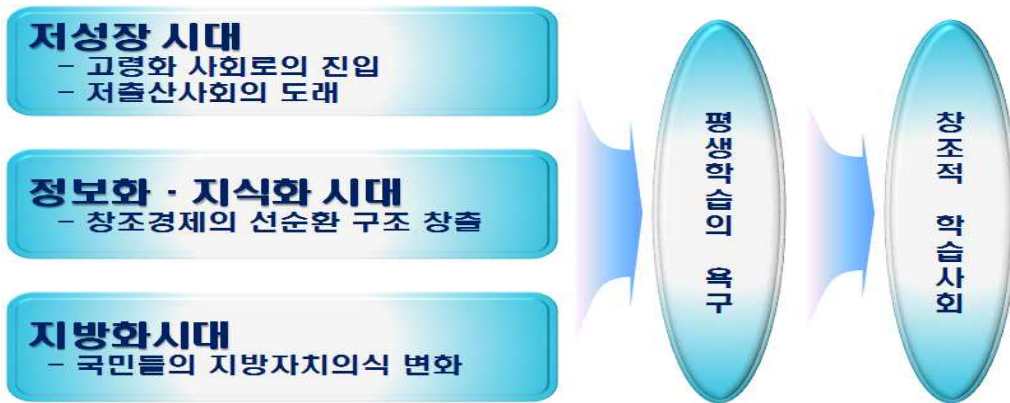 저성장 시대
– 고령화 사회로의 진입
– 저출산사회의 도래
정보화 · 지식화 시대
– 창조경제의 선순환 구조 창출
지방화시대
– 국민들의 지방자치의식 변화
평생학습의 욕구
창조적 학습사회